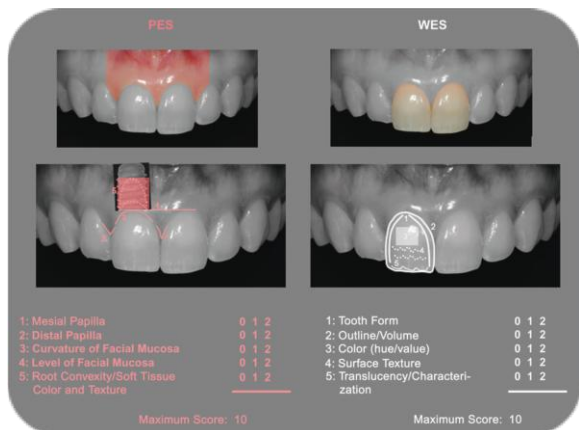 PES
WES
1: Mesial Papilla 0 1 2
2: Distal Papilla 0 1 2
3: Curvature of Facial Mucosa 0 1 2
4: Level of Facial Mucosa 0 1 2
5: Root Convexity/Soft Tissue 0 1 2
Color and Texture
Maximum Score: 10
1: Tooth Form 0 1 2
2: Outline/Volume 0 1 2
3: Color (hue/value) 0 1 2
4: Surface Texture 0 1 2
5: Translucency/Characteri- 0 1 2
zation
Maximum Score: 10